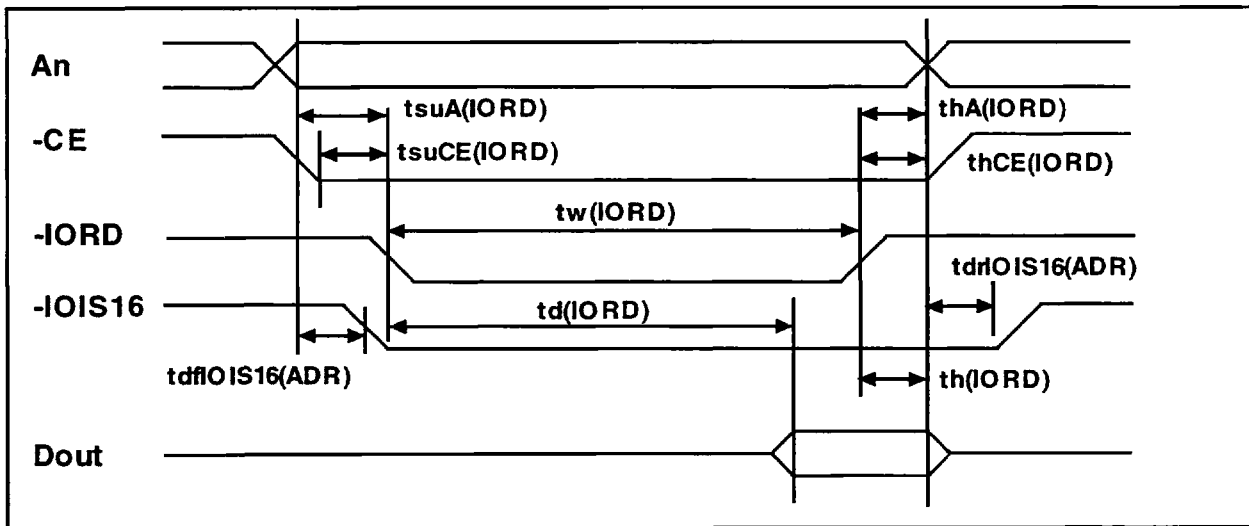 An
tsuA(IORD)
thA(IORD)
-CE
tsuCE(IORD)
thCE(IORD)
tw(IORD)
-IORD
tdrIOIS16(ADR)
-IOIS16
td(IORD)
tdfIOIS16(ADR)
th(IORD)
Dout